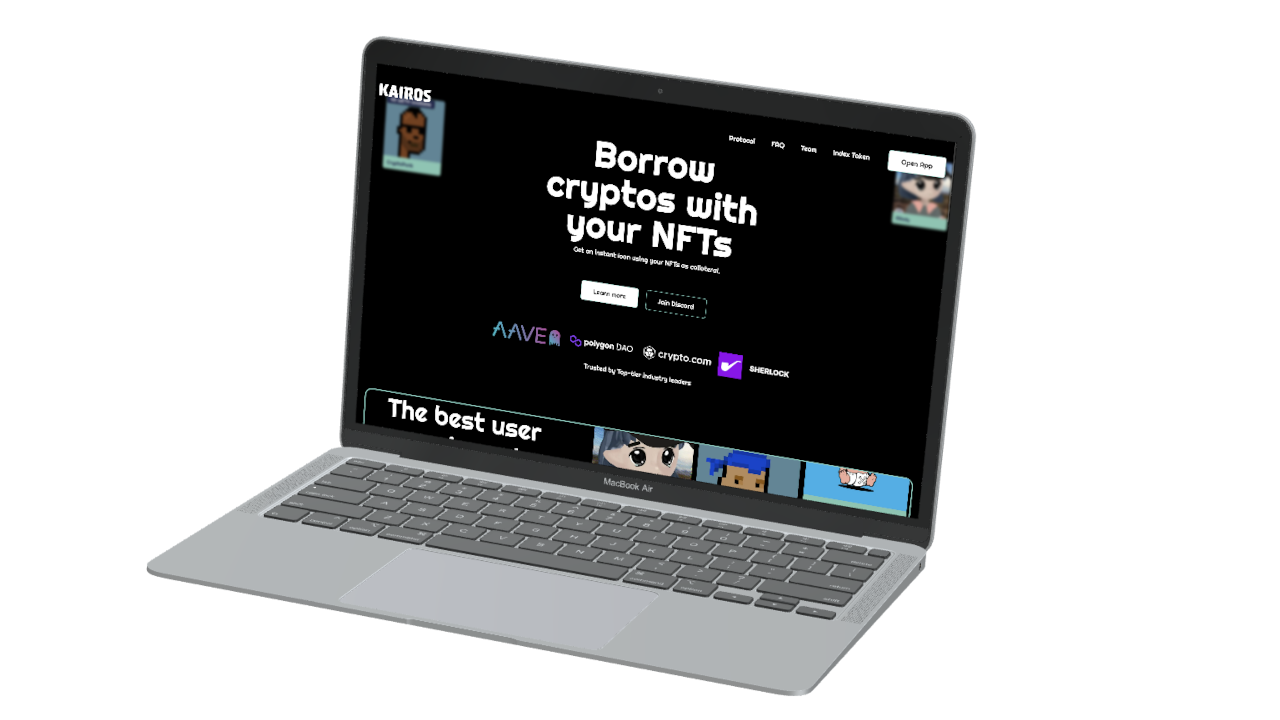 KAIROS
Protocol FAQ Team Index Token Open App
Borrow
cryptos with
your NFTs
Get an instant loan using your NFTs as collateral.
Learn more Join Discord
AAVE polygon DAO crypto.com SHERLOCK
Trusted by Top-tier industry leaders
The best user
MacBook Air